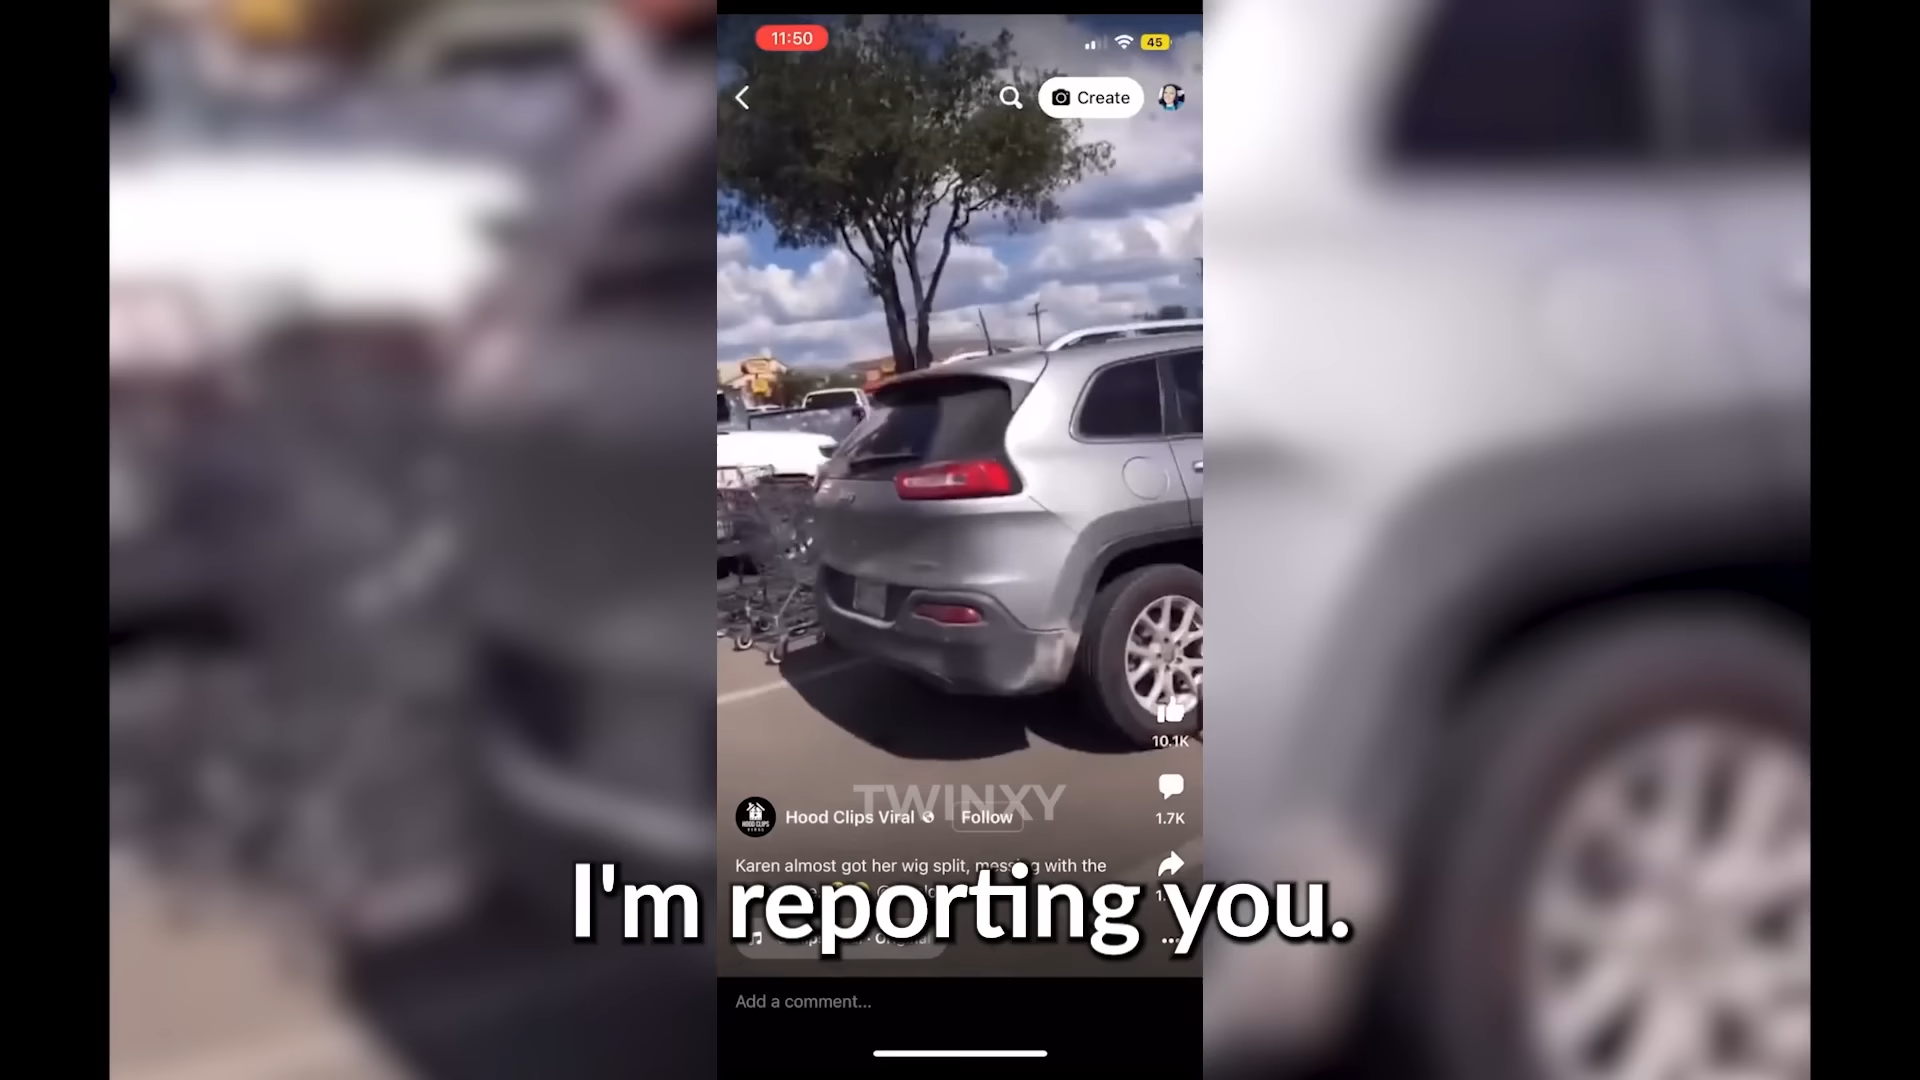 11:50
45
Create
10.1K
TWINXY
1.7K
Hood Clips Viral
Follow
Karen almost got her wig split, messing with the
I'm reporting you.
Original
Add a comment...